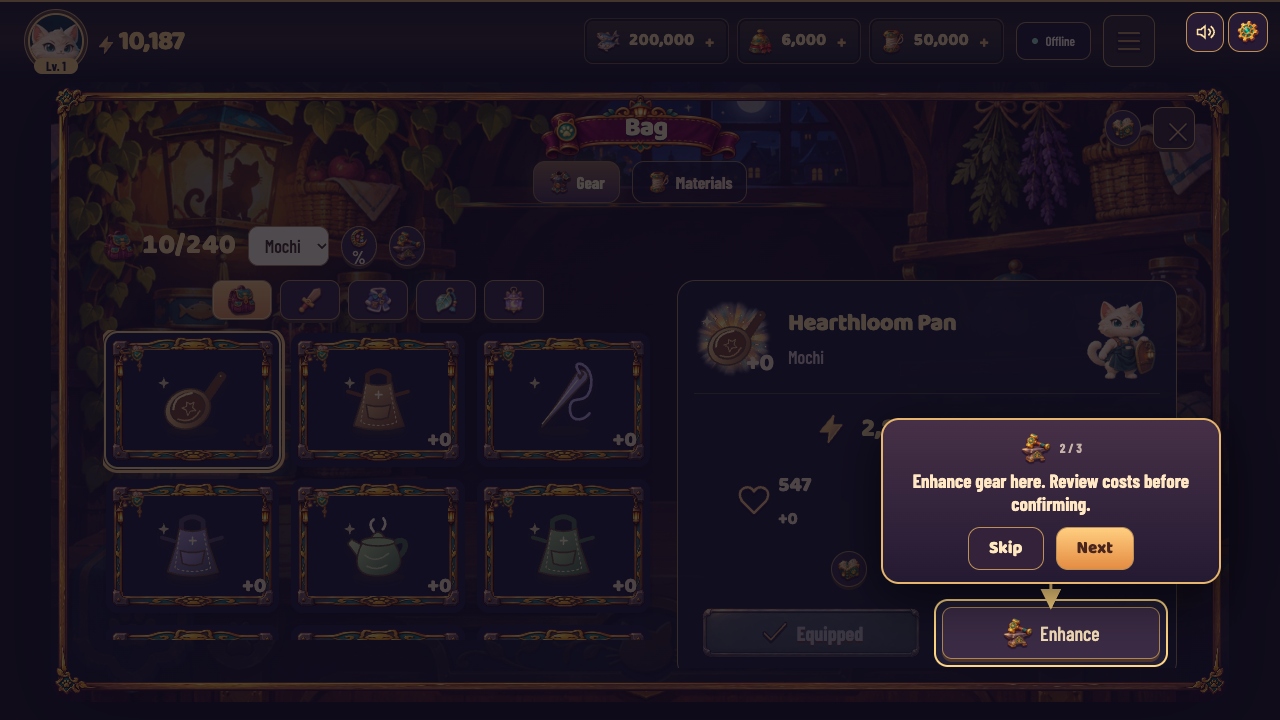 Lv. 1
10,187
200,000 +
6,000 +
50,000 +
Offline
Bag
Gear
Materials
10/240
Mochi
%
Hearthloom Pan
+0
Mochi
+0
+0
+0
547
+0
2/3
Enhance gear here. Review costs before
confirming.
Skip
Next
+0
+0
+0
Equipped
Enhance